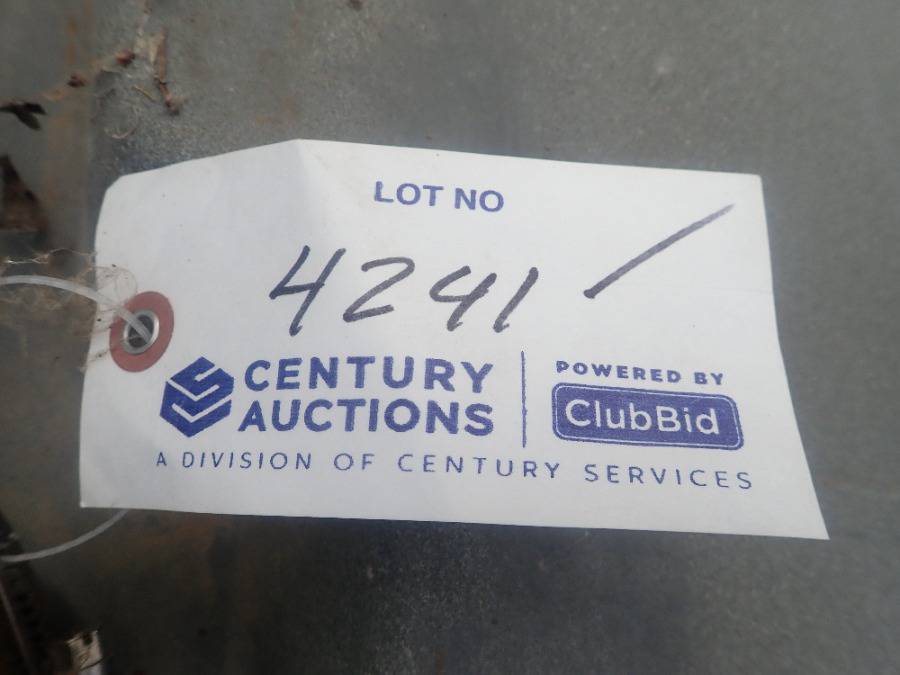 LOT NO
4241 /
CENTURY AUCTIONS
POWERED BY
ClubBid
A DIVISION OF CENTURY SERVICES